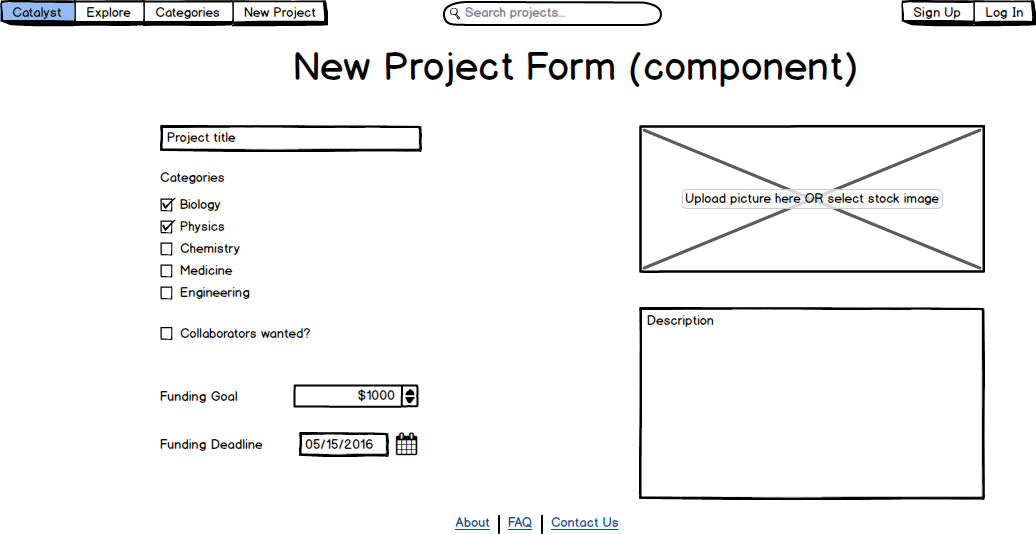 Catalyst Explore Categories New Project Search projects... Sign Up Log In
New Project Form (component)
Project title
Categories
Biology
Physics
Chemistry
Medicine
Engineering
Collaborators wanted?
Funding Goal $1000
Funding Deadline 05/15/2016
Upload picture here OR select stock image
Description
About FAQ Contact Us